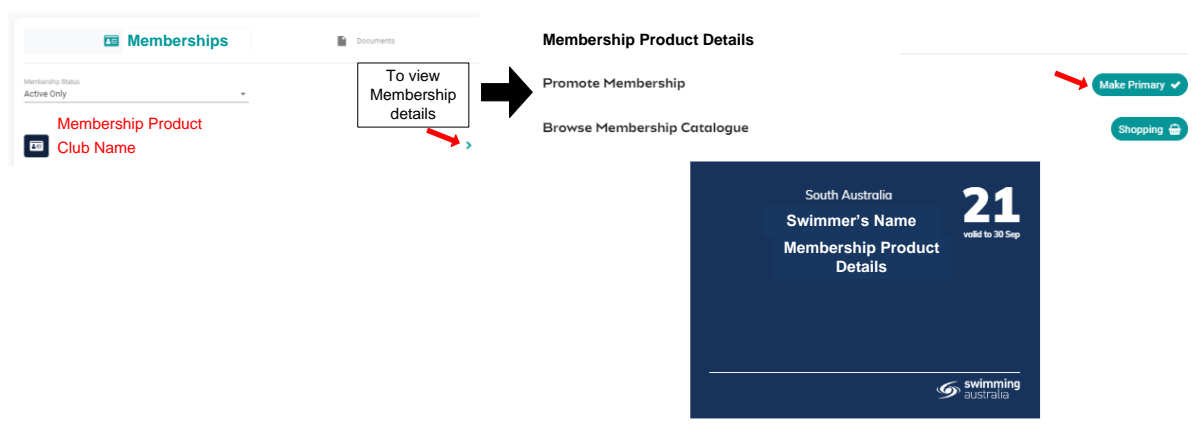 Memberships
Documents
Membership Status
Active Only
To view
Membership
details
Membership Product
Club Name
Membership Product Details
Promote Membership
Make Primary
Browse Membership Catalogue
Shopping
South Australia
21
valid to 30 Sep
Swimmer's Name
Membership Product
Details
swimming
australia